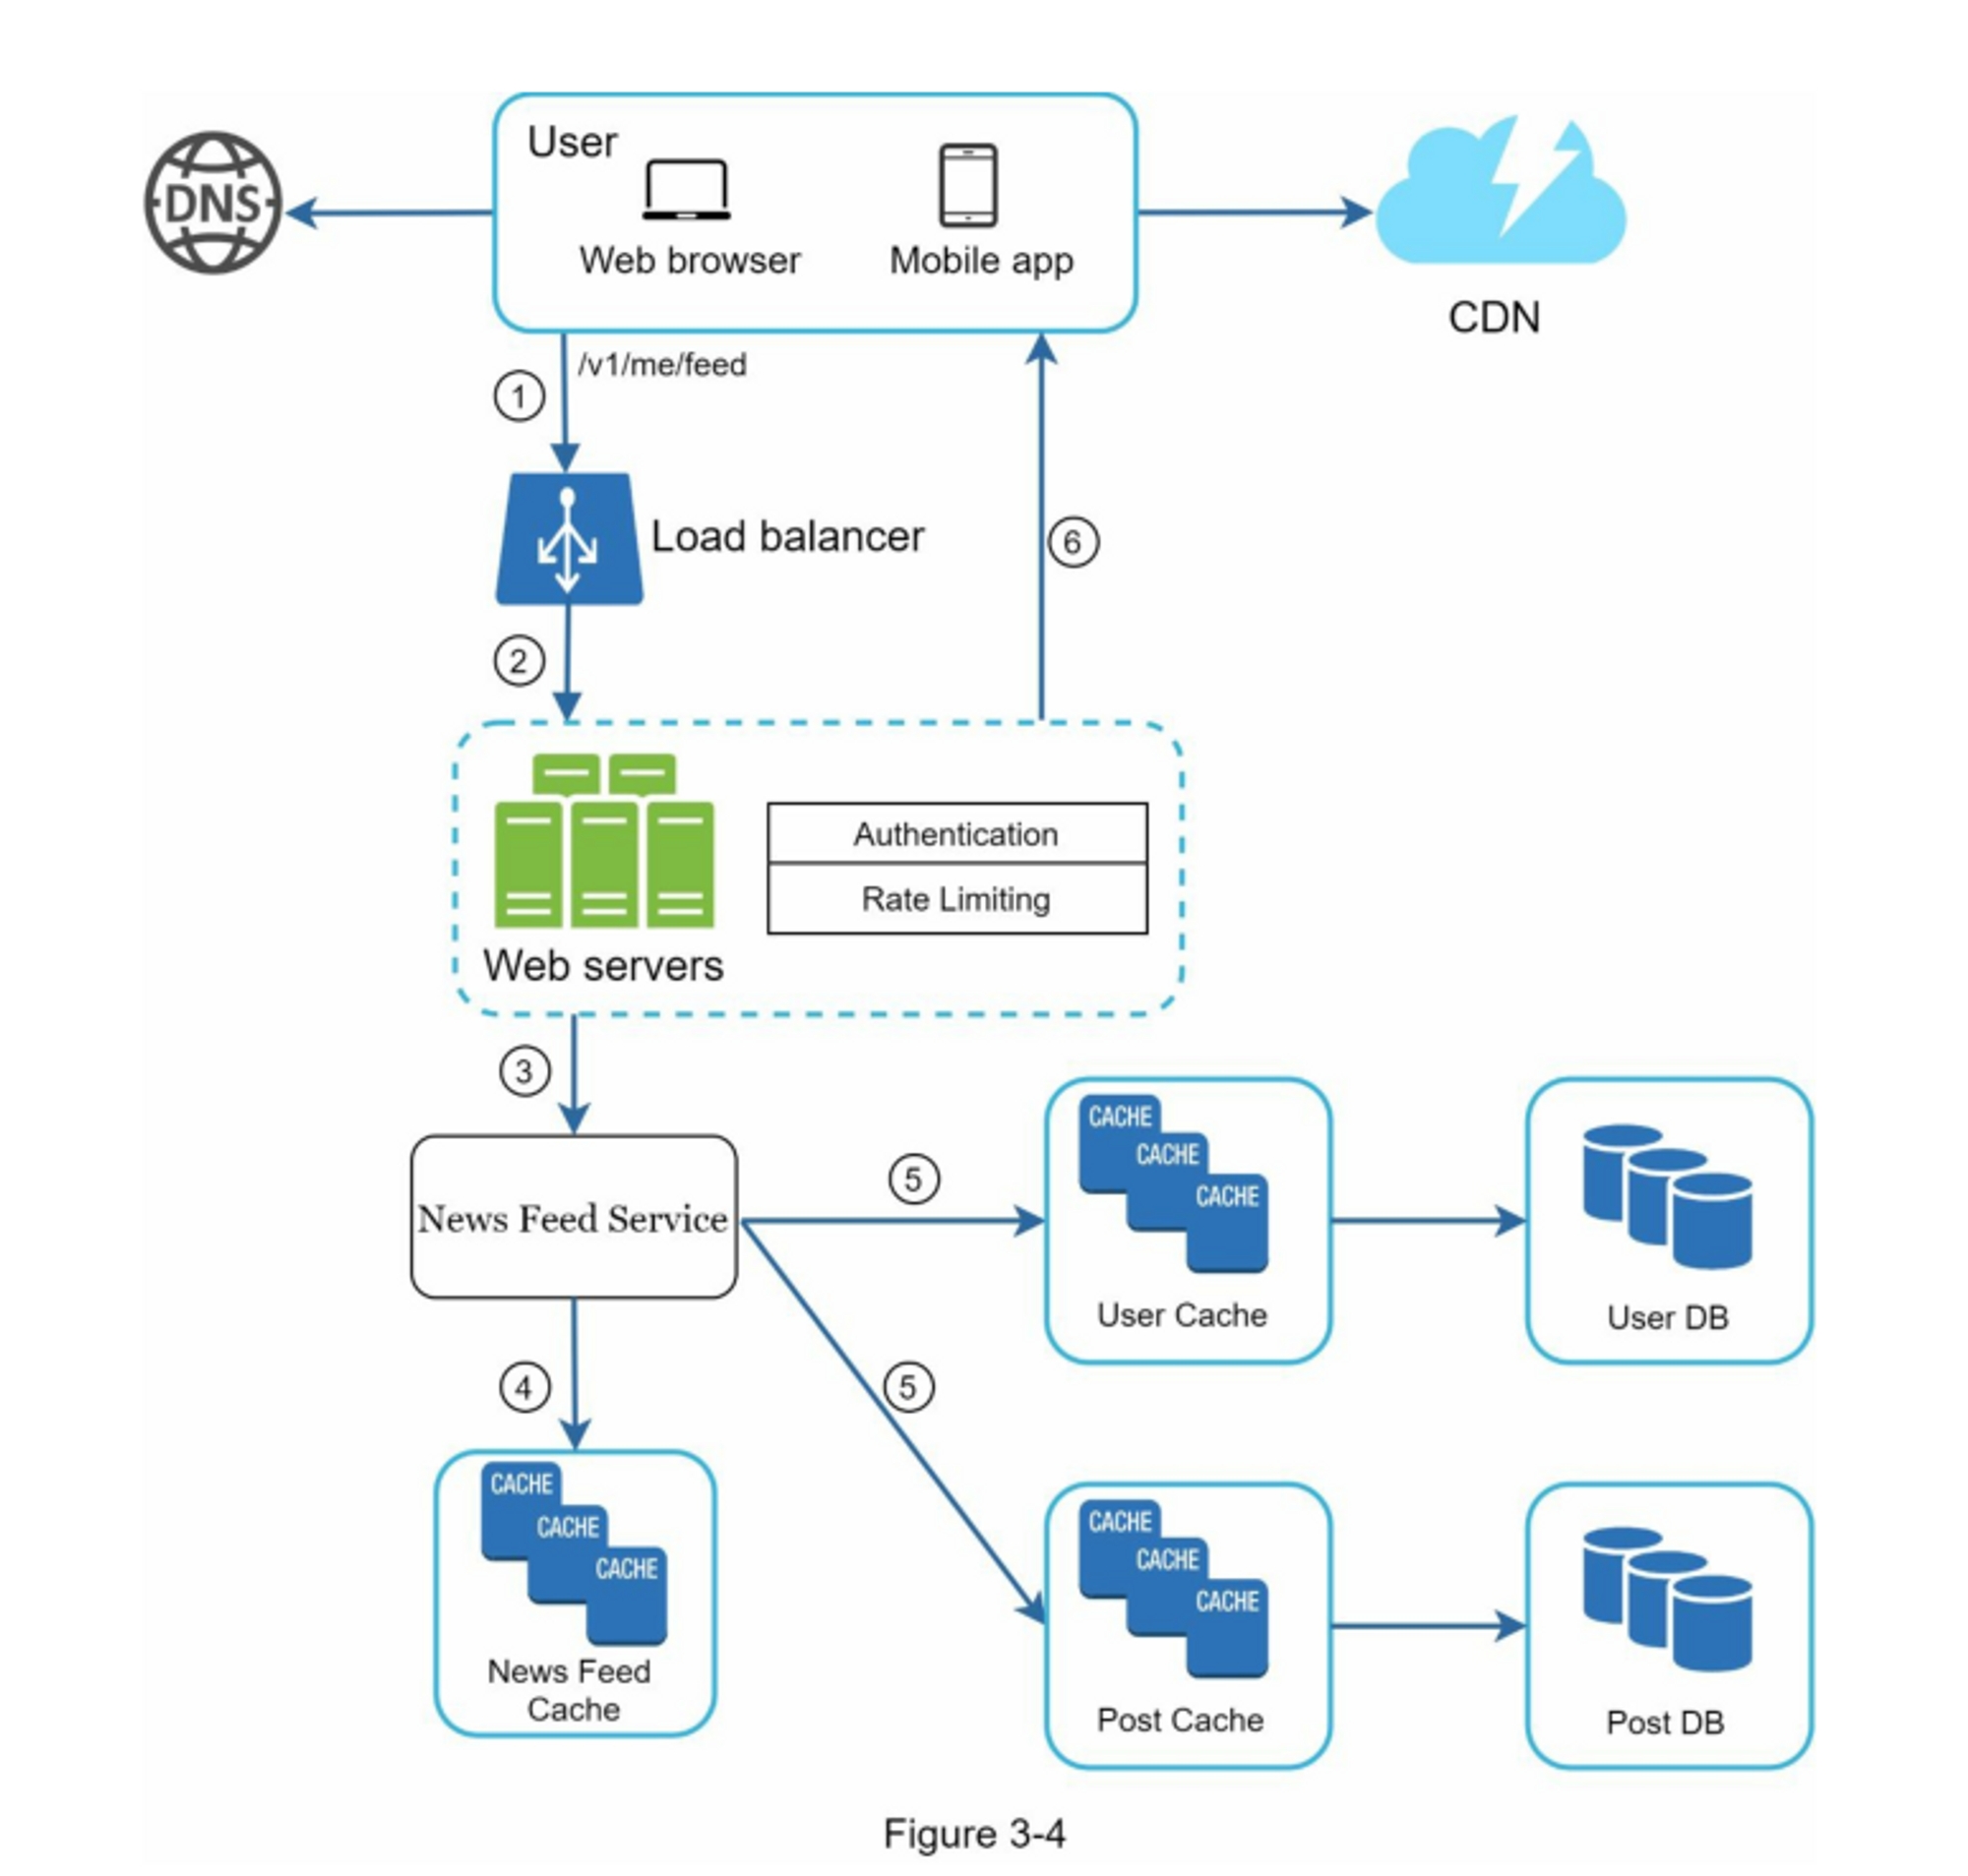 User
DNS
Web browser
Mobile app
CDN
/v1/me/feed
1
Load balancer
6
2
Authentication
Rate Limiting
Web servers
3
CACHE
CACHE
CACHE
User Cache
User DB
5
News Feed Service
4
5
CACHE
CACHE
CACHE
News Feed
Cache
CACHE
CACHE
CACHE
Post Cache
Post DB
Figure 3-4